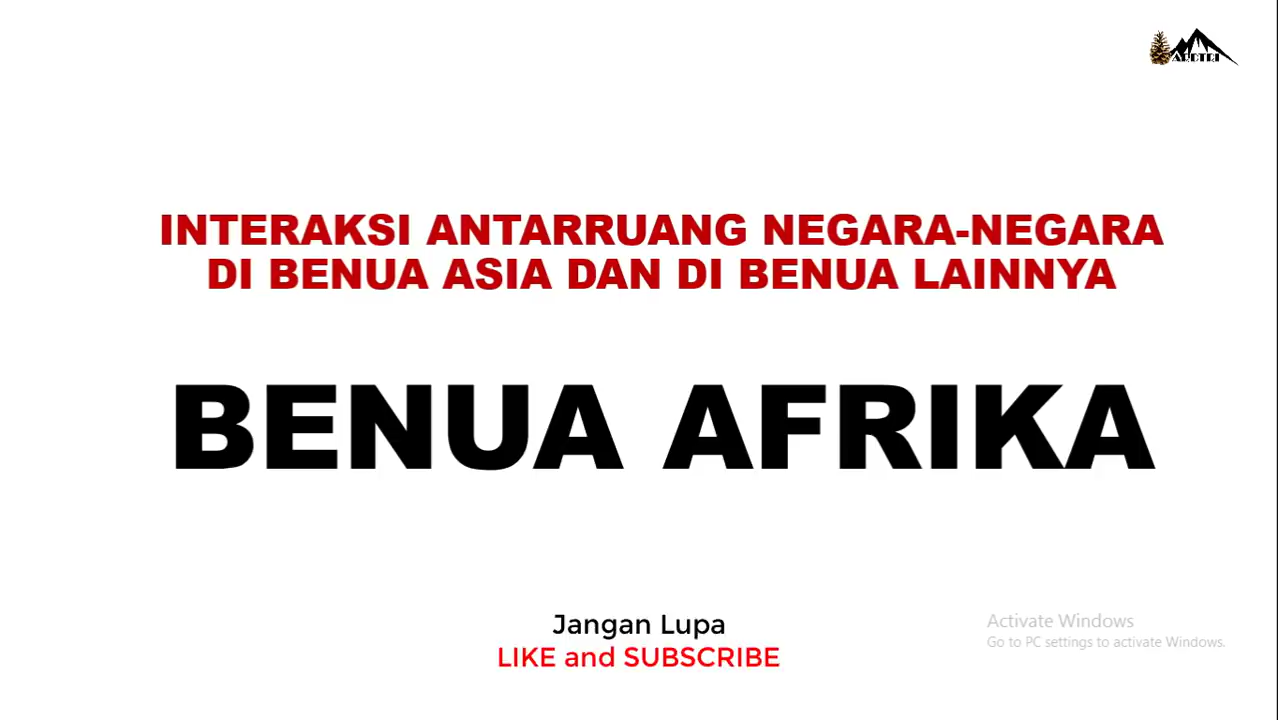 ARDTRI
INTERAKSI ANTARRUANG NEGARA-NEGARA
DI BENUA ASIA DAN DI BENUA LAINNYA
BENUA AFRIKA
Jangan Lupa
LIKE and SUBSCRIBE
Activate Windows
Go to PC settings to activate Windows.